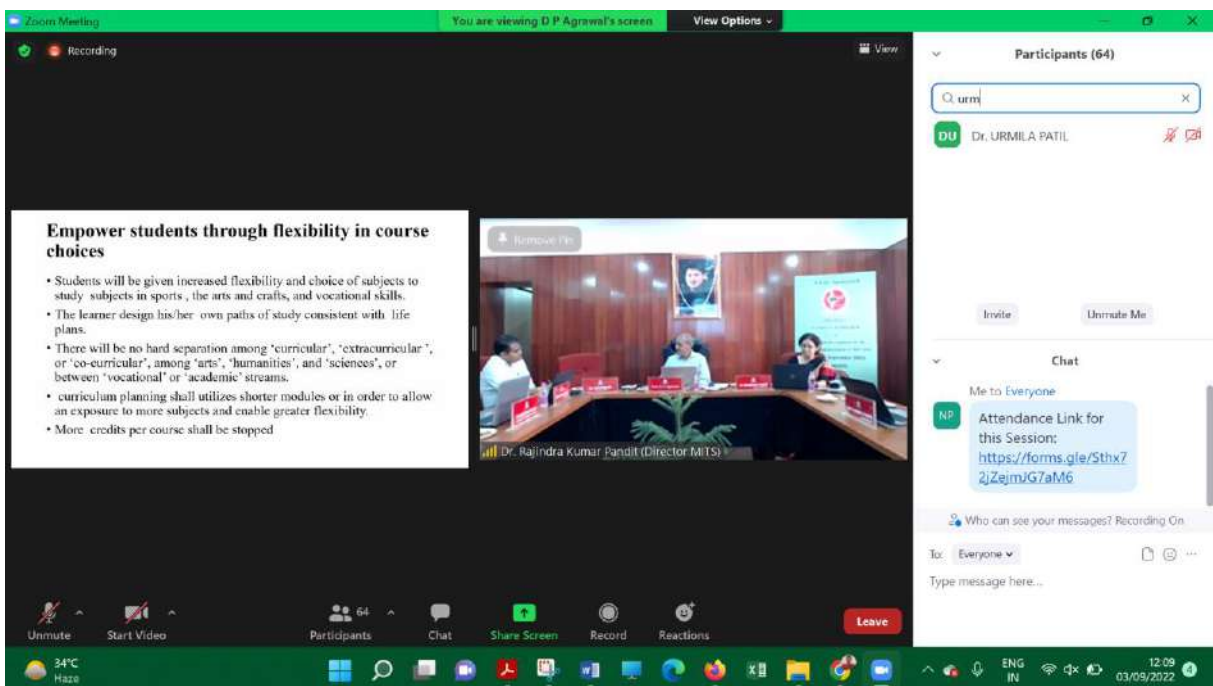 Zoom Meeting
You are viewing D P Agrawal's screen
View Options
Recording
View
Empower students through flexibility in course
choices
• Students will be given increased flexibility and choice of subjects to
study subjects in sports , the arts and crafts, and vocational skills.
• The learner design his/her own paths of study consistent with life
plans.
• There will be no hard separation among 'curricular', 'extracurricular ',
or 'co-curricular', among 'arts', 'humanities', and 'sciences', or
between 'vocational' or 'academic' streams.
• curriculum planning shall utilizes shorter modules or in order to allow
an exposure to more subjects and enable greater flexibility.
• More credits per course shall be stopped
Remove Pin
Dr. Rajindra Kumar Pandit (Director MITS)
Participants (64)
urm
DU Dr. URMILA PATIL
Invite
Unmute Me
Chat
Me to Everyone
NP
Attendance Link for
this Session:
https://forms.gle/Sthx7
2jZejmJG7aM6
Who can see your messages? Recording On
To: Everyone
Type message here...
Unmute
Start Video
64
Participants
Chat
Share Screen
Record
Reactions
Leave
34°C
Haze
ENG
IN
12:09
03/09/2022
4